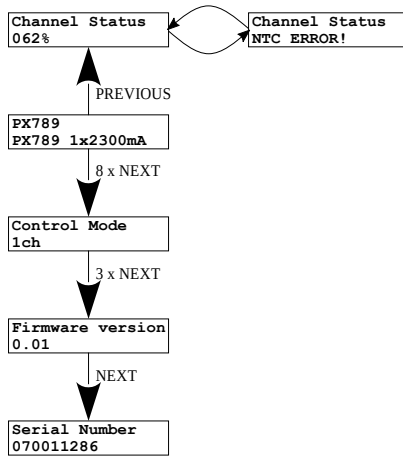 Channel Status
062%
Channel Status
NTC ERROR!
PREVIOUS
PX789
PX789 1x2300mA
8 x NEXT
Control Mode
1ch
3 x NEXT
Firmware version
0.01
NEXT
Serial Number
070011286